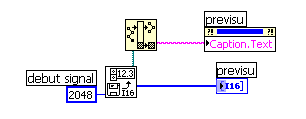 previsu
Caption.Text
debut signal
12.3
previsu
2048
I16
I16]